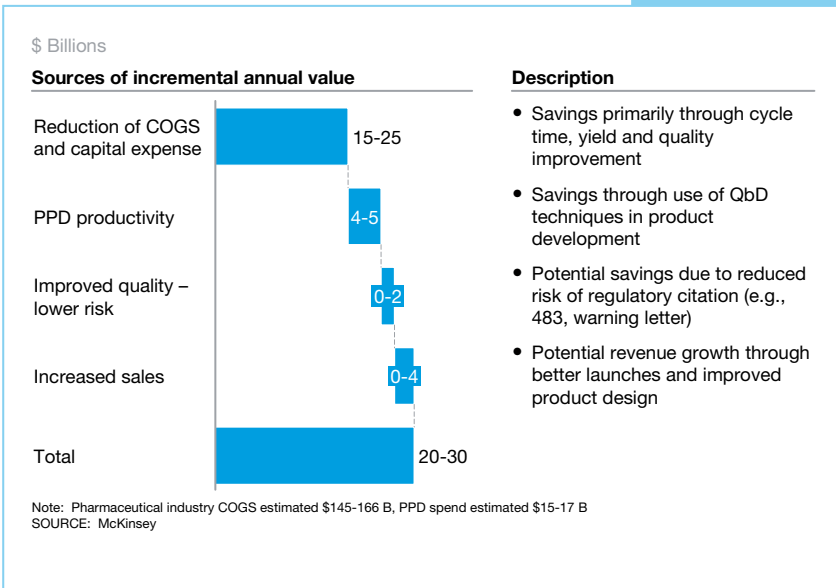 $ Billions
Sources of incremental annual value
Description
Reduction of COGS
and capital expense
15-25
• Savings primarily through cycle
time, yield and quality
improvement
PPD productivity
4-5
• Savings through use of QbD
techniques in product
development
Improved quality –
lower risk
0-2
• Potential savings due to reduced
risk of regulatory citation (e.g.,
483, warning letter)
Increased sales
0-4
• Potential revenue growth through
better launches and improved
product design
Total
20-30
Note: Pharmaceutical industry COGS estimated $145-166 B, PPD spend estimated $15-17 B
SOURCE: McKinsey